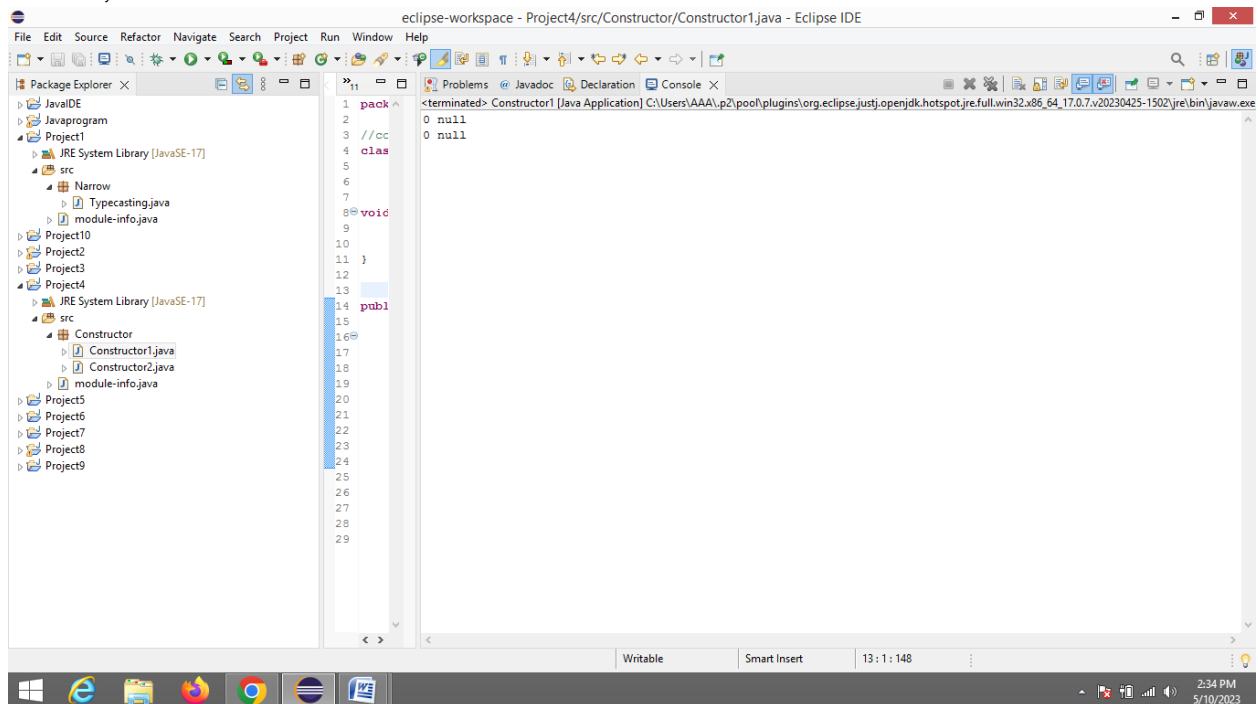 eclipse-workspace - Project4/src/Constructor/Constructor1.java - Eclipse IDE
File Edit Source Refactor Navigate Search Project Run Window Help
Package Explorer
JavaIDE
Javaprogram
Project1
JRE System Library [JavaSE-17]
src
Narrow
Typecasting.java
module-info.java
Project10
Project2
Project3
Project4
JRE System Library [JavaSE-17]
src
Constructor
Constructor1.java
Constructor2.java
module-info.java
Project5
Project6
Project7
Project8
Project9
»11
1 pack
2
3 //cc
4 clas
5
6
7
8 void
9
10
11 }
12
13
14 publ
15
16
17
18
19
20
21
22
23
24
25
26
27
28
29
Problems @ Javadoc Declaration Console
<terminated> Constructor1 [Java Application] C:\Users\AAA\.p2\pool\plugins\org.eclipse.justj.openjdk.hotspot.jre.full.win32.x86_64_17.0.7.v20230425-1502\jre\bin\javaw.exe
0 null
0 null
Writable Smart Insert 13 : 1 : 148
2:34 PM
5/10/2023